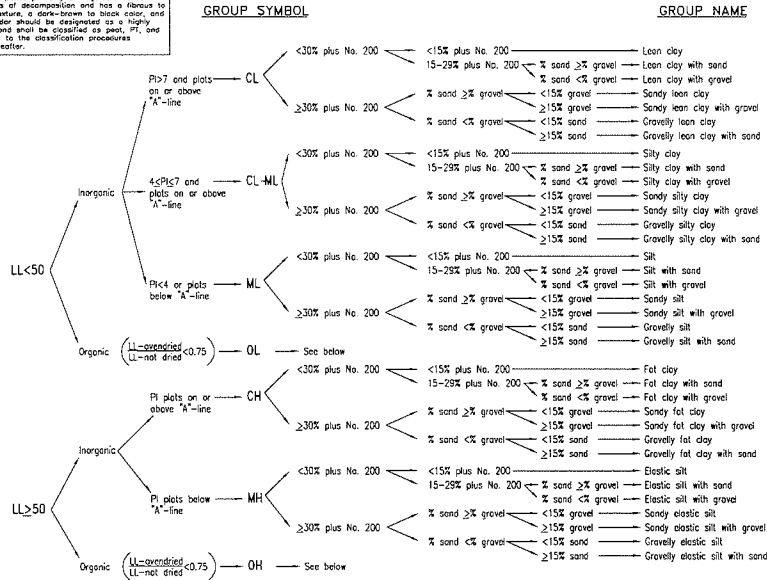 s of decomposition and has a fibrous to
xture, a dark-brown to black color, and
dor should be designated as a highly
and shall be classified as peat, PT, and
to the classification procedures
eafter.
GROUP SYMBOL
GROUP NAME
<30% plus No. 200
<15% plus No. 200
Lean clay
15-29% plus No. 200
% sand ≥% gravel
Lean clay with sand
% sand <% gravel
Lean clay with gravel
PI>7 and plots
on or above
"A"-line
CL
≥30% plus No. 200
% sand ≥% gravel
<15% gravel
Sandy lean clay
≥15% gravel
Sandy lean clay with gravel
% sand <% gravel
<15% sand
Gravelly lean clay
≥15% sand
Gravelly lean clay with sand
<30% plus No. 200
<15% plus No. 200
Silty clay
15-29% plus No. 200
% sand ≥% gravel
Silty clay with sand
% sand <% gravel
Silty clay with gravel
Inorganic
4≤PI≤7 and
plots on or above
"A"-line
CL-ML
≥30% plus No. 200
% sand ≥% gravel
<15% gravel
Sandy silty clay
≥15% gravel
Sandy silty clay with gravel
% sand <% gravel
<15% sand
Gravelly silty clay
≥15% sand
Gravelly silty clay with sand
LL<50
<30% plus No. 200
<15% plus No. 200
Silt
15-29% plus No. 200
% sand ≥% gravel
Silt with sand
% sand <% gravel
Silt with gravel
PI<4 or plots
below "A"-line
ML
≥30% plus No. 200
% sand ≥% gravel
<15% gravel
Sandy silt
≥15% gravel
Sandy silt with gravel
% sand <% gravel
<15% sand
Gravelly silt
≥15% sand
Gravelly silt with sand
Organic
LL-ovendried
LL-not dried
<0.75
OL
See below
<30% plus No. 200
<15% plus No. 200
Fat clay
15-29% plus No. 200
% sand ≥% gravel
Fat clay with sand
% sand <% gravel
Fat clay with gravel
PI plots on or
above "A"-line
CH
≥30% plus No. 200
% sand ≥% gravel
<15% gravel
Sandy fat clay
≥15% gravel
Sandy fat clay with gravel
% sand <% gravel
<15% sand
Gravelly fat clay
≥15% sand
Gravelly fat clay with sand
Inorganic
LL≥50
<30% plus No. 200
<15% plus No. 200
Elastic silt
15-29% plus No. 200
% sand ≥% gravel
Elastic silt with sand
% sand <% gravel
Elastic silt with gravel
PI plots below
"A"-line
MH
≥30% plus No. 200
% sand ≥% gravel
<15% gravel
Sandy elastic silt
≥15% gravel
Sandy elastic silt with gravel
% sand <% gravel
<15% sand
Gravelly elastic silt
≥15% sand
Gravelly elastic silt with sand
Organic
LL-ovendried
LL-not dried
<0.75
OH
See below